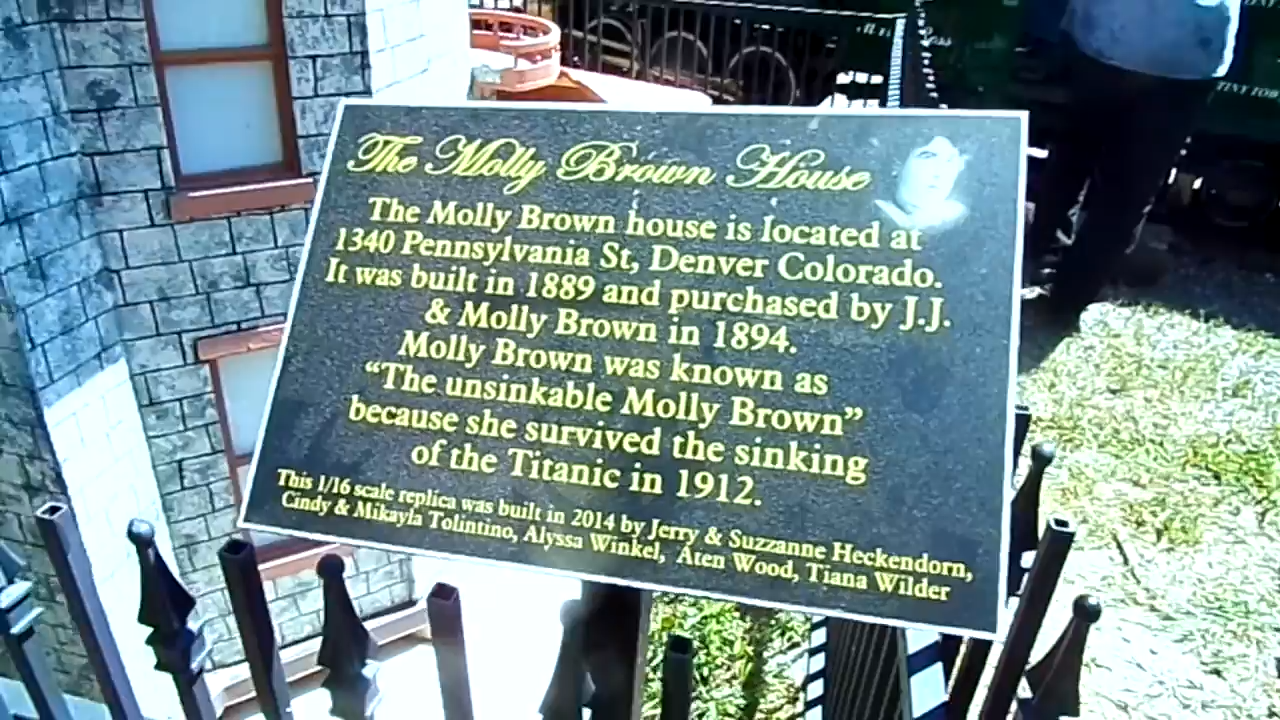 The Molly Brown House
The Molly Brown house is located at
1340 Pennsylvania St, Denver Colorado.
It was built in 1889 and purchased by J.J.
& Molly Brown in 1894.
Molly Brown was known as
“The unsinkable Molly Brown”
because she survived the sinking
of the Titanic in 1912.
This 1/16 scale replica was built in 2014 by Jerry & Suzzanne Heckendorn,
Cindy & Mikayla Tolintino, Alyssa Winkel, Aten Wood, Tiana Wilder